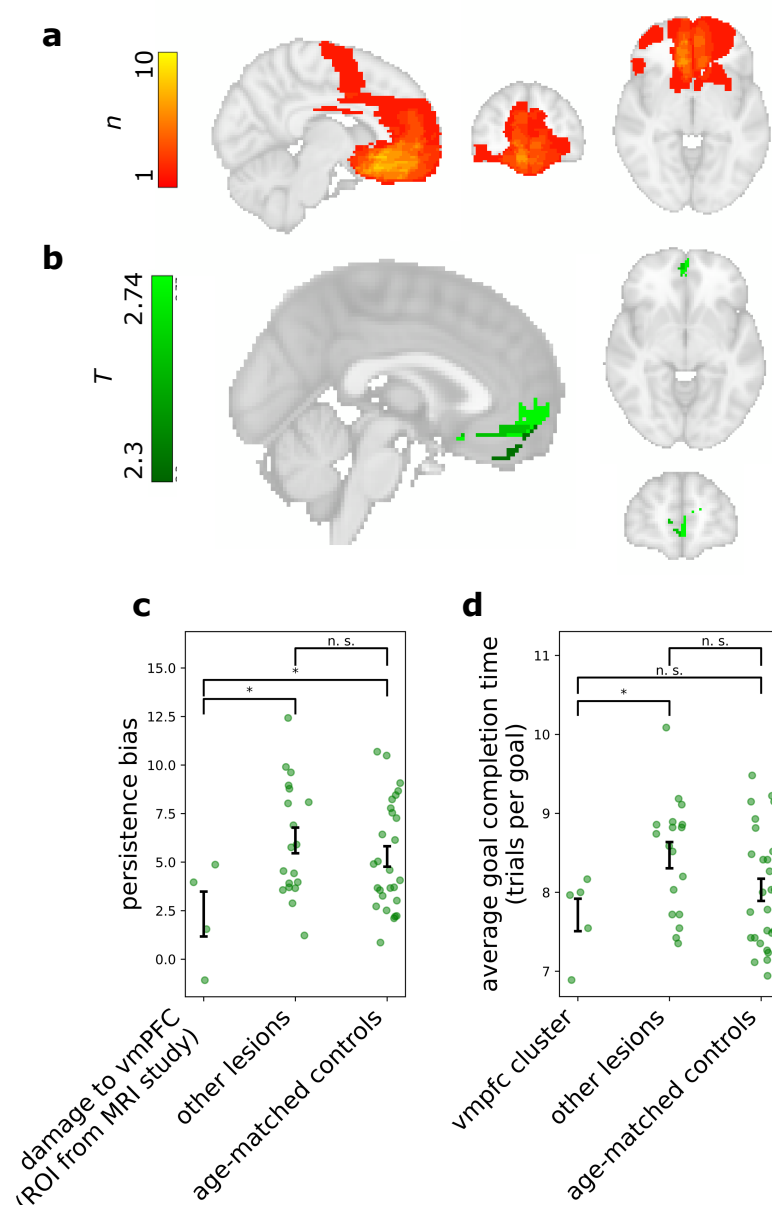 a
10
n
1
b
2.74
T
2.3
c
n. s.
*
*
15.0
12.5
10.0
7.5
5.0
2.5
0.0
persistence bias
damage to vmPFC
(ROI from MRI study)
other lesions
age-matched controls
d
n. s.
n. s.
*
11
10
9
8
7
average goal completion time
(trials per goal)
vmpfc cluster
other lesions
age-matched controls